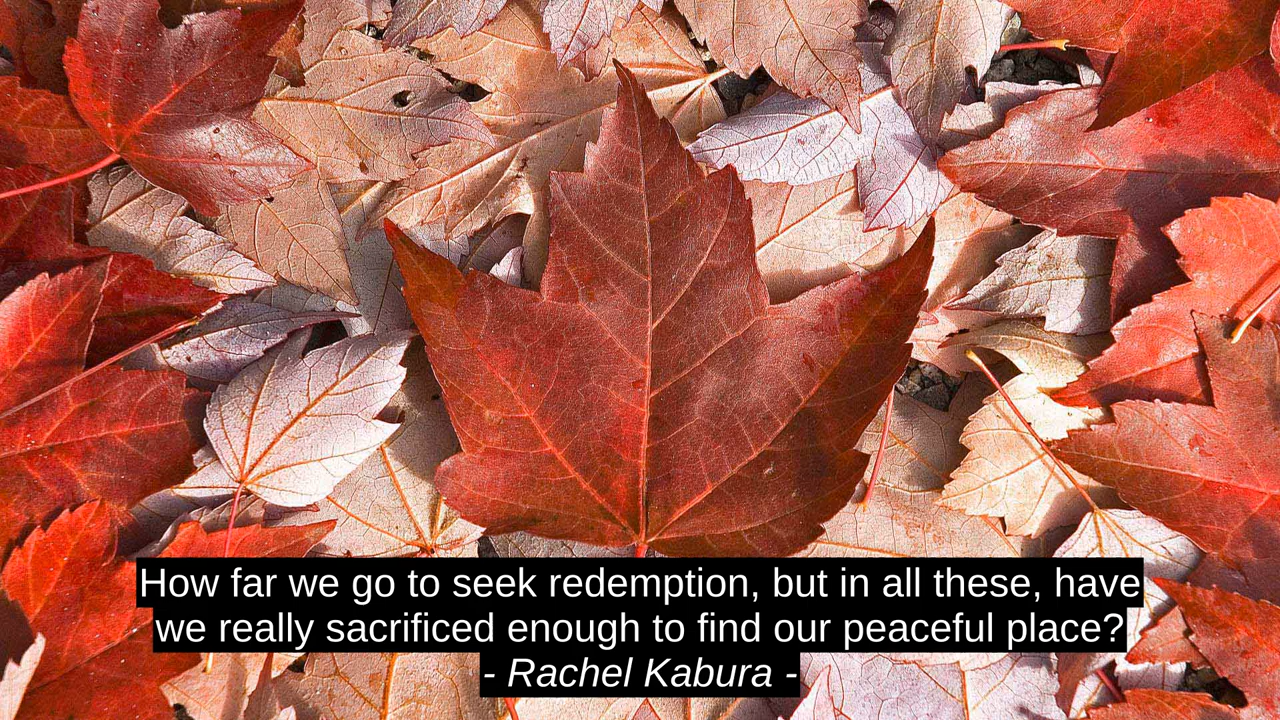 How far we go to seek redemption, but in all these, have
we really sacrificed enough to find our peaceful place?
- Rachel Kabura -